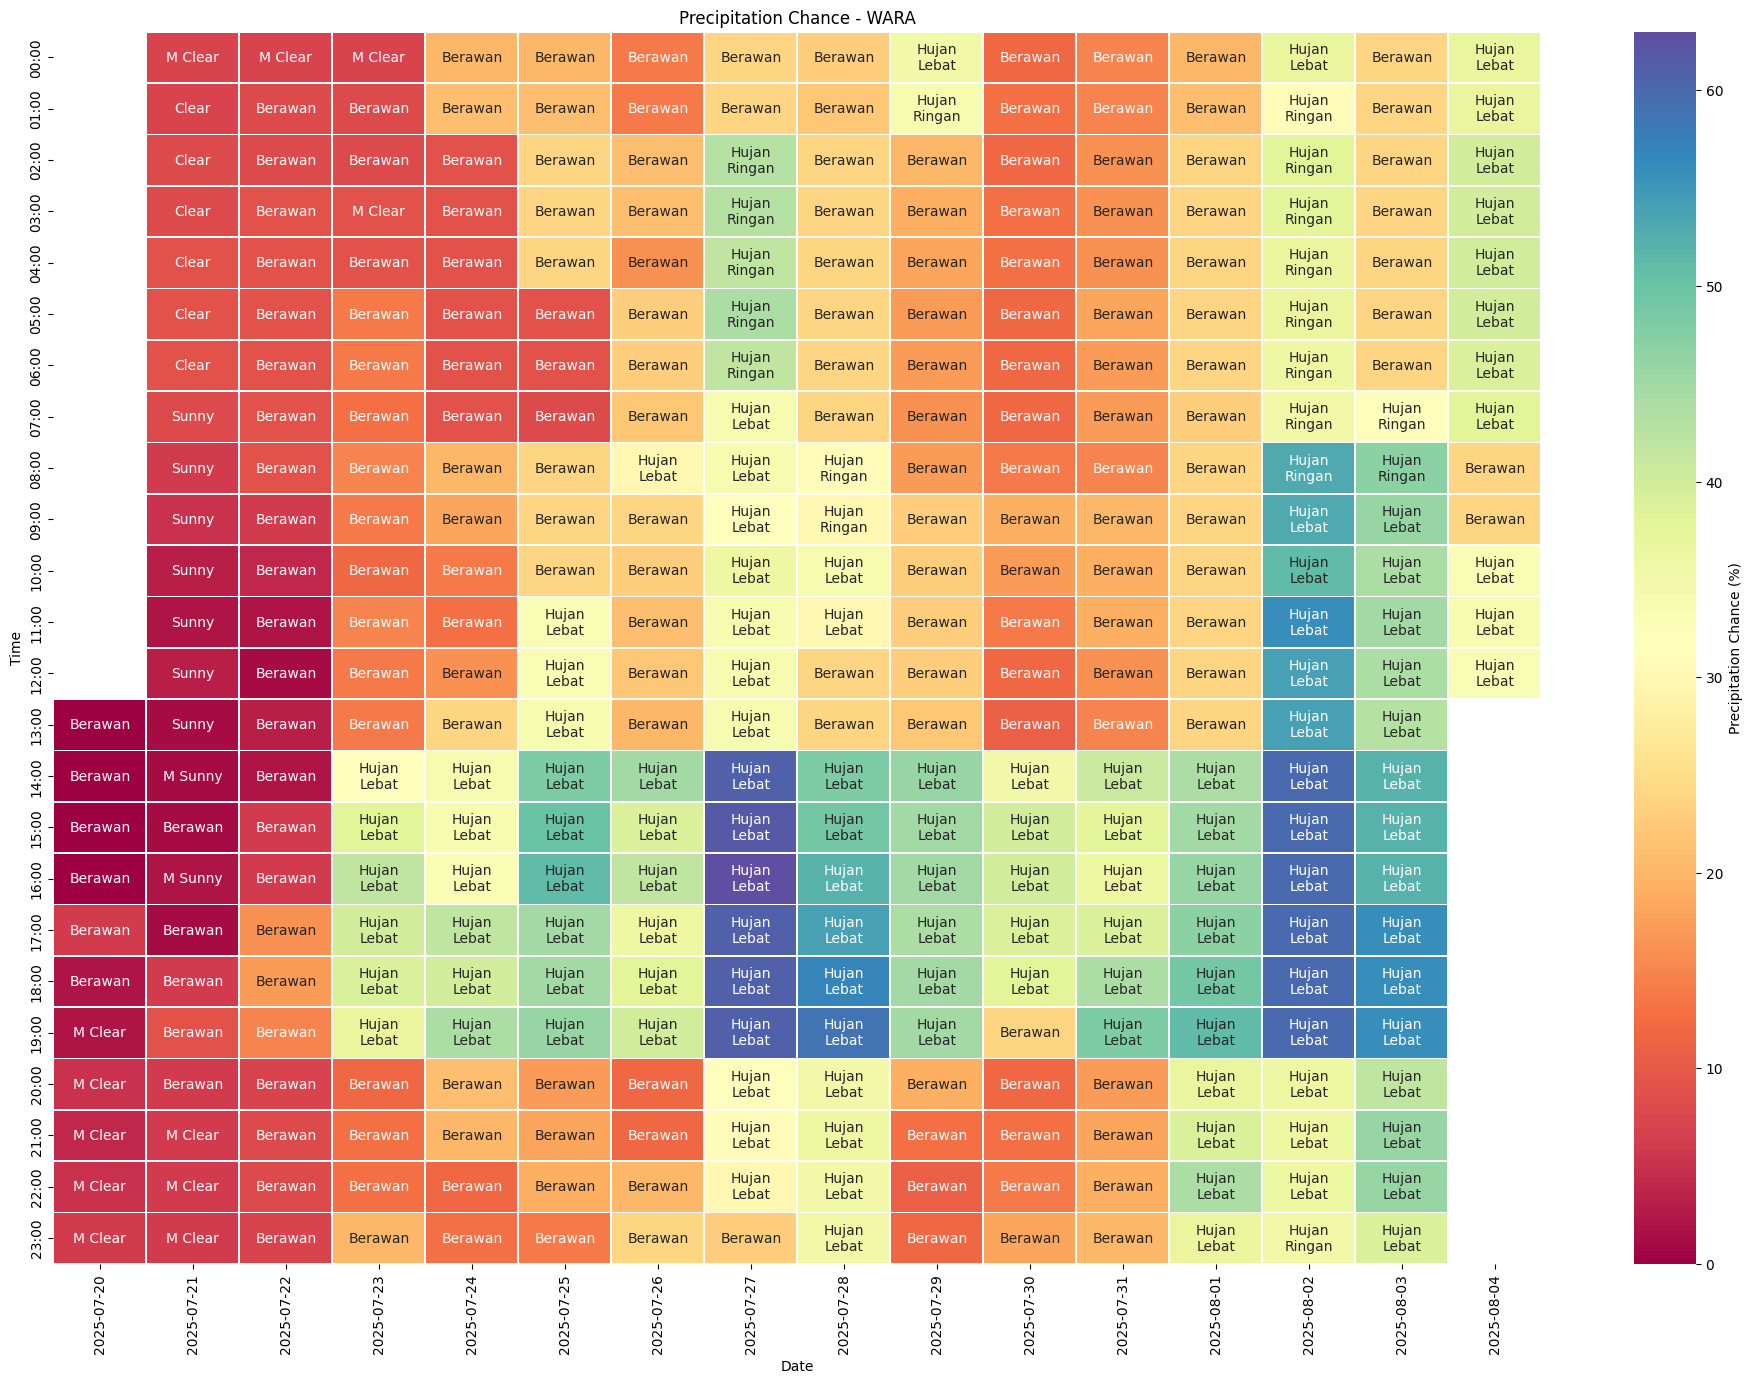 Precipitation Chance - WARA
00:00 M Clear M Clear M Clear Berawan Berawan Berawan Berawan Berawan Hujan Lebat Berawan Berawan Berawan Hujan Lebat Berawan Hujan Lebat
01:00 Clear Berawan Berawan Berawan Berawan Berawan Berawan Berawan Hujan Ringan Berawan Berawan Berawan Hujan Ringan Berawan Hujan Lebat
02:00 Clear Berawan Berawan Berawan Berawan Berawan Hujan Ringan Berawan Berawan Berawan Berawan Berawan Hujan Ringan Berawan Hujan Lebat
03:00 Clear Berawan M Clear Berawan Berawan Berawan Hujan Ringan Berawan Berawan Berawan Berawan Berawan Hujan Ringan Berawan Hujan Lebat
04:00 Clear Berawan Berawan Berawan Berawan Berawan Hujan Ringan Berawan Berawan Berawan Berawan Berawan Hujan Ringan Berawan Hujan Lebat
05:00 Clear Berawan Berawan Berawan Berawan Berawan Hujan Ringan Berawan Berawan Berawan Berawan Berawan Hujan Ringan Berawan Hujan Lebat
06:00 Clear Berawan Berawan Berawan Berawan Berawan Hujan Ringan Berawan Berawan Berawan Berawan Berawan Hujan Ringan Berawan Hujan Lebat
07:00 Sunny Berawan Berawan Berawan Berawan Berawan Hujan Lebat Berawan Berawan Berawan Berawan Berawan Hujan Ringan Hujan Ringan Hujan Lebat
08:00 Sunny Berawan Berawan Berawan Berawan Hujan Lebat Hujan Lebat Hujan Ringan Berawan Berawan Berawan Berawan Hujan Ringan Hujan Ringan Berawan
09:00 Sunny Berawan Berawan Berawan Berawan Berawan Hujan Lebat Hujan Ringan Berawan Berawan Berawan Berawan Hujan Lebat Hujan Lebat Berawan
10:00 Sunny Berawan Berawan Berawan Berawan Berawan Hujan Lebat Hujan Lebat Berawan Berawan Berawan Berawan Hujan Lebat Hujan Lebat Hujan Lebat
11:00 Sunny Berawan Berawan Berawan Hujan Lebat Berawan Hujan Lebat Hujan Lebat Berawan Berawan Berawan Berawan Hujan Lebat Hujan Lebat Hujan Lebat
12:00 Sunny Berawan Berawan Berawan Hujan Lebat Berawan Hujan Lebat Berawan Berawan Berawan Berawan Berawan Hujan Lebat Hujan Lebat Hujan Lebat
13:00 Berawan Sunny Berawan Berawan Berawan Hujan Lebat Berawan Hujan Lebat Berawan Berawan Berawan Berawan Berawan Hujan Lebat Hujan Lebat
14:00 Berawan M Sunny Berawan Hujan Lebat Hujan Lebat Hujan Lebat Hujan Lebat Hujan Lebat Hujan Lebat Hujan Lebat Hujan Lebat Hujan Lebat Hujan Lebat Hujan Lebat Hujan Lebat
15:00 Berawan Berawan Berawan Hujan Lebat Hujan Lebat Hujan Lebat Hujan Lebat Hujan Lebat Hujan Lebat Hujan Lebat Hujan Lebat Hujan Lebat Hujan Lebat Hujan Lebat Hujan Lebat
16:00 Berawan M Sunny Berawan Hujan Lebat Hujan Lebat Hujan Lebat Hujan Lebat Hujan Lebat Hujan Lebat Hujan Lebat Hujan Lebat Hujan Lebat Hujan Lebat Hujan Lebat Hujan Lebat
17:00 Berawan Berawan Berawan Hujan Lebat Hujan Lebat Hujan Lebat Hujan Lebat Hujan Lebat Hujan Lebat Hujan Lebat Hujan Lebat Hujan Lebat Hujan Lebat Hujan Lebat Hujan Lebat
18:00 Berawan Berawan Berawan Hujan Lebat Hujan Lebat Hujan Lebat Hujan Lebat Hujan Lebat Hujan Lebat Hujan Lebat Hujan Lebat Hujan Lebat Hujan Lebat Hujan Lebat Hujan Lebat
19:00 M Clear Berawan Berawan Hujan Lebat Hujan Lebat Hujan Lebat Hujan Lebat Hujan Lebat Hujan Lebat Hujan Lebat Berawan Hujan Lebat Hujan Lebat Hujan Lebat Hujan Lebat
20:00 M Clear Berawan Berawan Berawan Berawan Berawan Berawan Hujan Lebat Hujan Lebat Berawan Berawan Berawan Hujan Lebat Hujan Lebat Hujan Lebat
21:00 M Clear M Clear Berawan Berawan Berawan Berawan Berawan Hujan Lebat Hujan Lebat Berawan Berawan Berawan Hujan Lebat Hujan Lebat Hujan Lebat
22:00 M Clear M Clear Berawan Berawan Berawan Berawan Berawan Hujan Lebat Hujan Lebat Berawan Berawan Berawan Hujan Lebat Hujan Lebat Hujan Lebat
23:00 M Clear M Clear Berawan Berawan Berawan Berawan Berawan Berawan Hujan Lebat Berawan Berawan Berawan Hujan Lebat Hujan Ringan Hujan Lebat
Time
2025-07-20 2025-07-21 2025-07-22 2025-07-23 2025-07-24 2025-07-25 2025-07-26 2025-07-27 2025-07-28 2025-07-29 2025-07-30 2025-07-31 2025-08-01 2025-08-02 2025-08-03 2025-08-04
Date
60
50
40
30
20
10
0
Precipitation Chance (%)